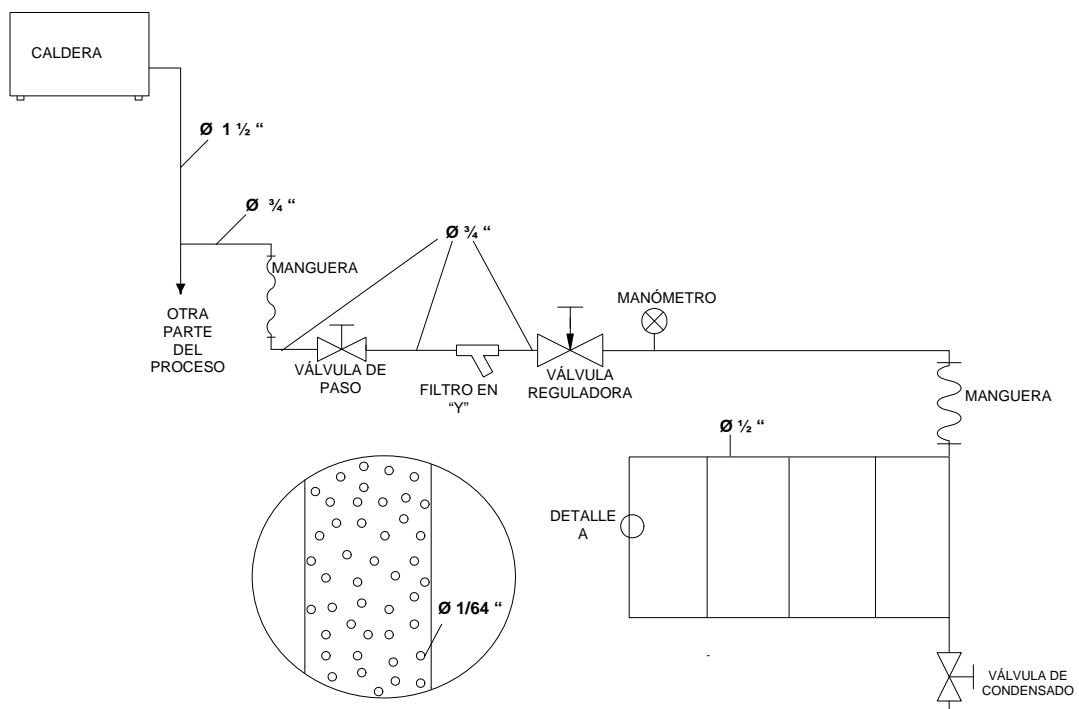 CALDERA
Ø 1 ½ “
Ø ¾ “
Ø ¾ “
MANGUERA
OTRA
PARTE
DEL
PROCESO
VÁLVULA DE
PASO
FILTRO EN
“Y”
VÁLVULA
REGULADORA
MANÓMETRO
MANGUERA
Ø ½ “
DETALLE
A
Ø 1/64 “
VÁLVULA DE
CONDENSADO